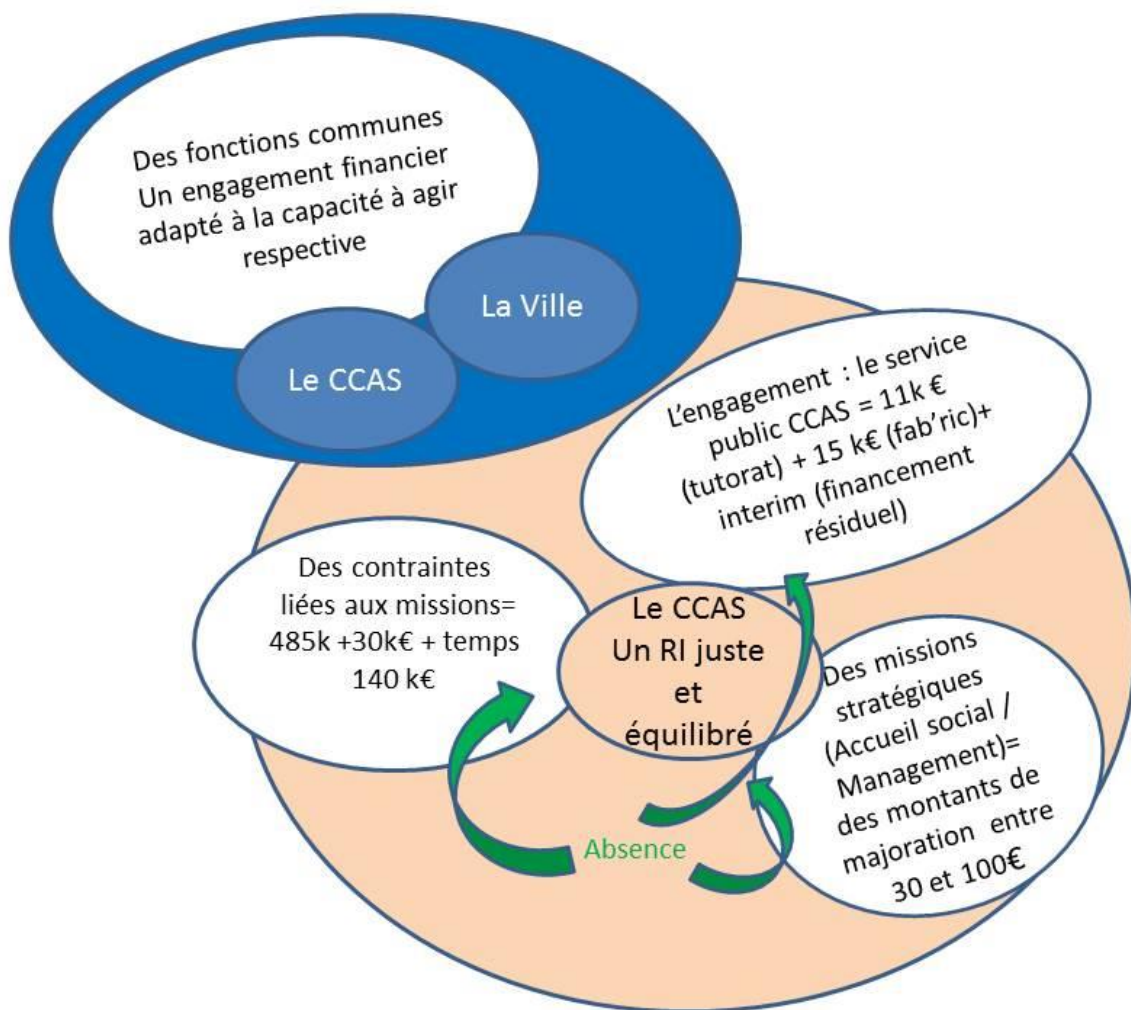 Des fonctions communes
Un engagement financier
adapté à la capacité à agir
respective
La Ville
Le CCAS
L'engagement : le service
public CCAS = 11k €
(tutorat) + 15 k€ (fab'ric)+
interim (financement
résiduel)
Des contraintes
liées aux missions=
485k +30k€ + temps
140 k€
Le CCAS
Un RI juste
et
équilibré
Des missions
stratégiques
(Accueil social /
Management)=
des montants de
majoration entre
30 et 100€
Absence